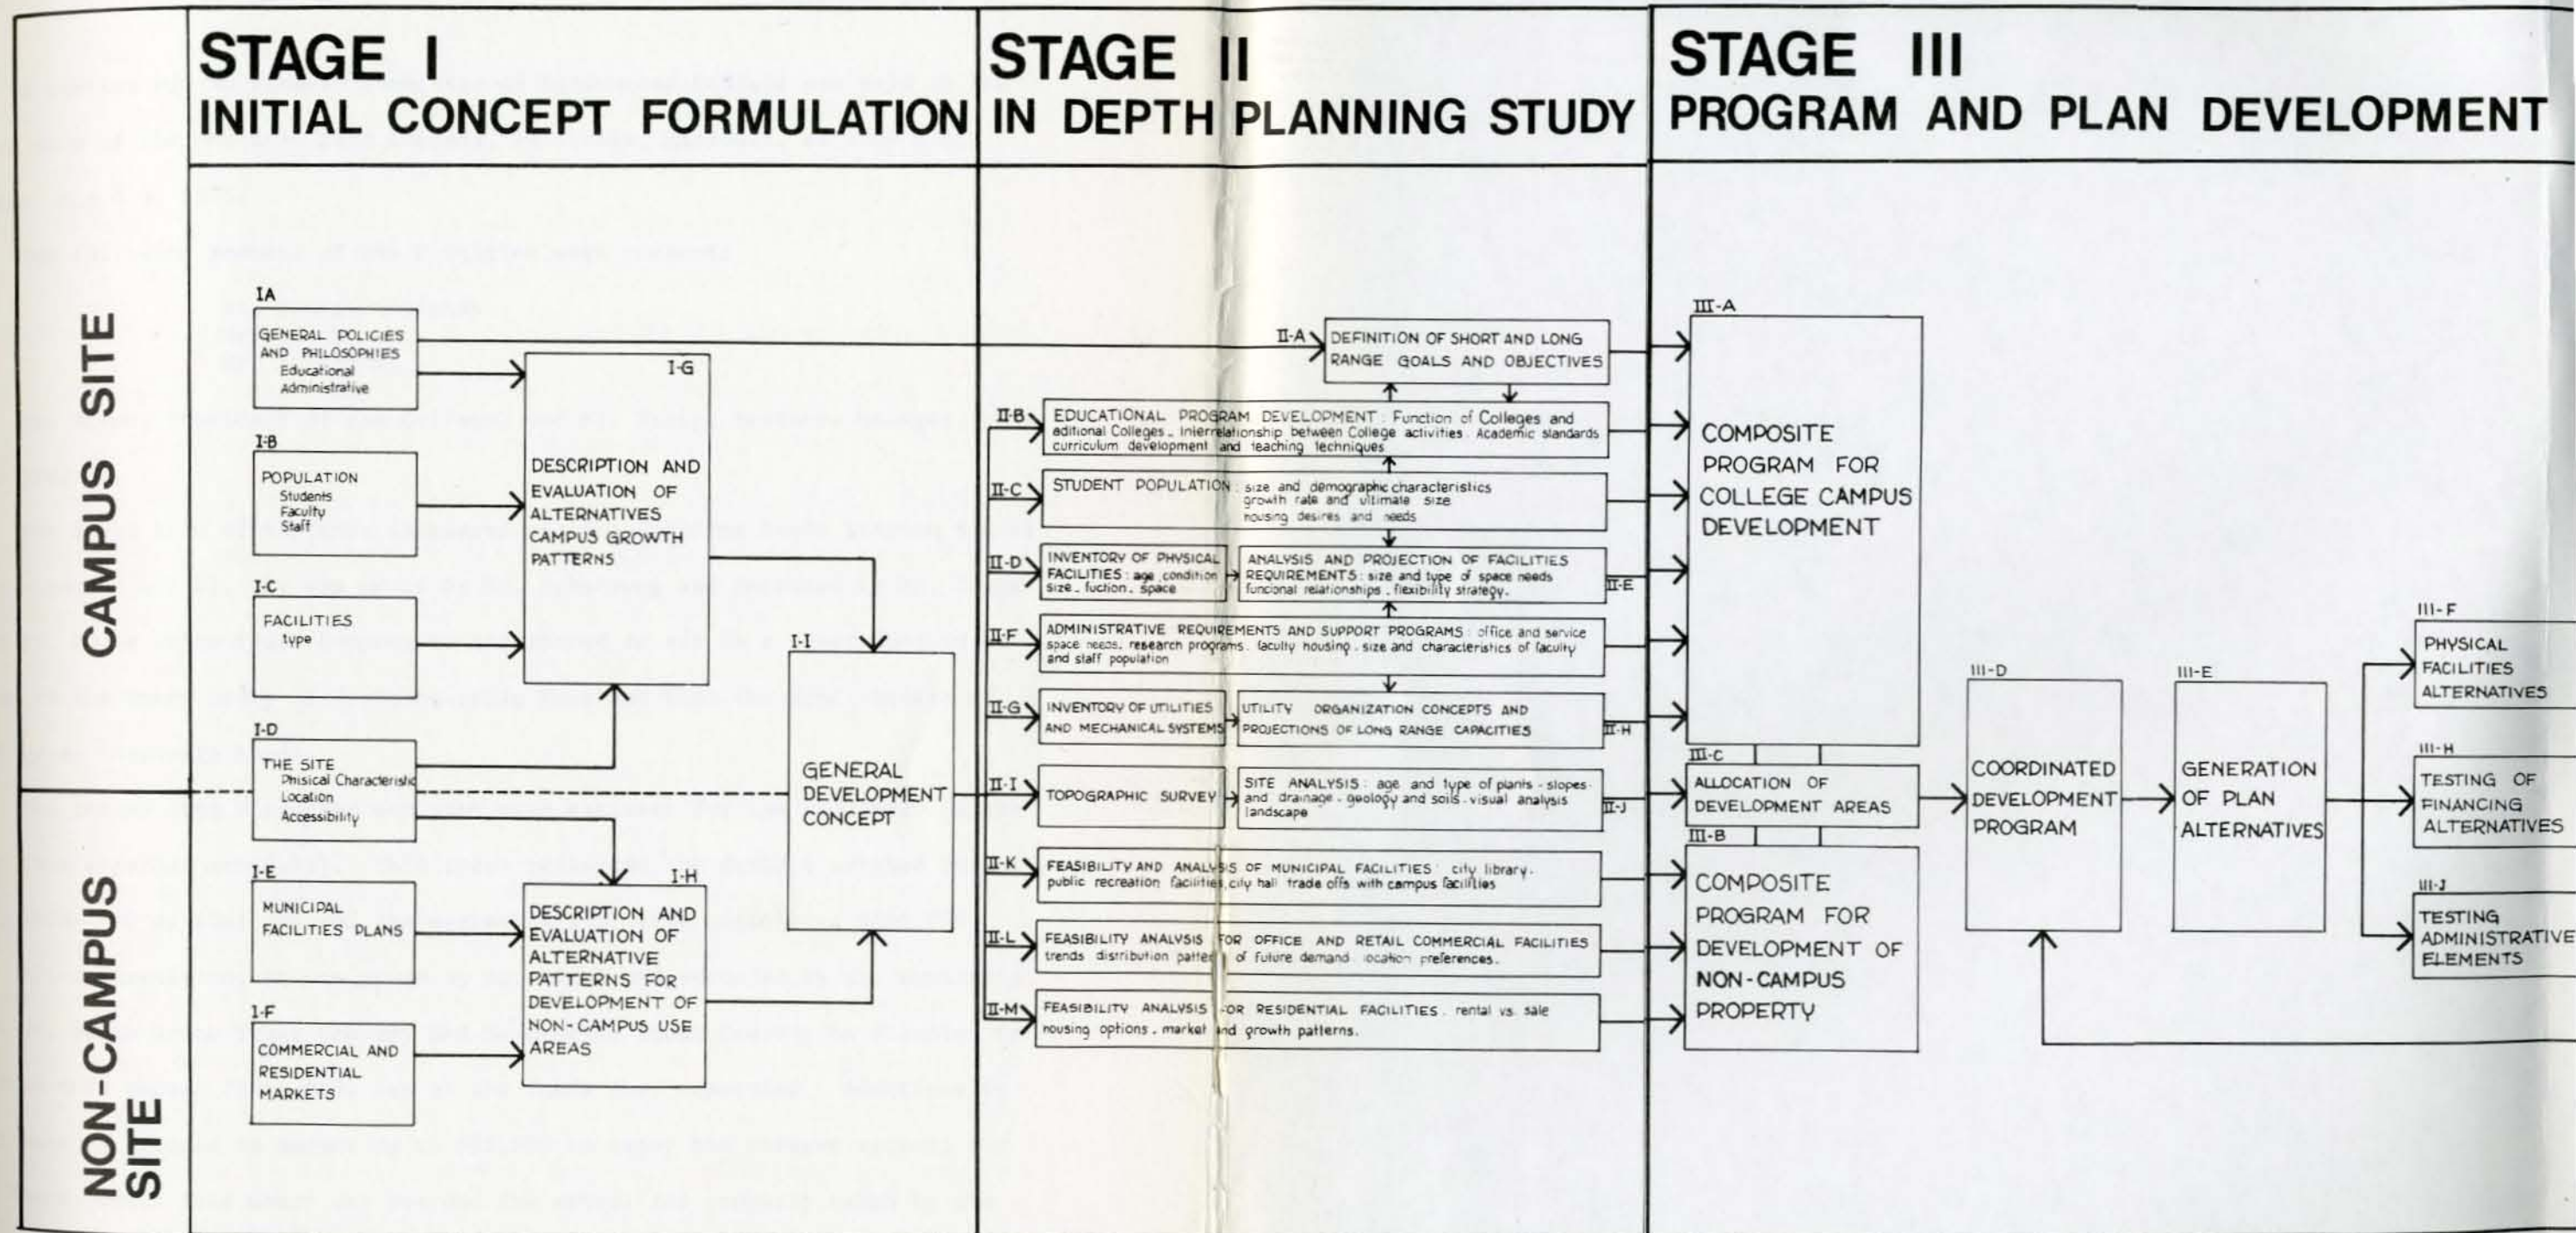 STAGE I
INITIAL CONCEPT FORMULATION
STAGE II
IN DEPTH PLANNING STUDY
STAGE III
PROGRAM AND PLAN DEVELOPMENT
CAMPUS SITE
NON-CAMPUS
SITE
IA
GENERAL POLICIES
AND PHILOSOPHIES
Educational
Administrative
I-B
POPULATION
Students
Faculty
Staff
I-C
FACILITIES
type
I-D
THE SITE
Phisical Characteristic
Location
Accessibility
I-E
MUNICIPAL
FACILITIES PLANS
I-F
COMMERCIAL AND
RESIDENTIAL
MARKETS
I-G
DESCRIPTION AND
EVALUATION OF
ALTERNATIVES
CAMPUS GROWTH
PATTERNS
I-H
DESCRIPTION AND
EVALUATION OF
ALTERNATIVE
PATTERNS FOR
DEVELOPMENT OF
NON-CAMPUS USE
AREAS
I-I
GENERAL
DEVELOPMENT
CONCEPT
II-A
DEFINITION OF SHORT AND LONG
RANGE GOALS AND OBJECTIVES
II-B
EDUCATIONAL PROGRAM DEVELOPMENT : Function of Colleges and
aditional Colleges. Interrelationship between College activities. Academic standards
curriculum development and teaching techniques
II-C
STUDENT POPULATION : size and demographic characteristics
growth rate and ultimate size
housing desires and needs
II-D
INVENTORY OF PHYSICAL
FACILITIES : age, condition
size. fuction. space
ANALYSIS AND PROJECTION OF FACILITIES
REQUIREMENTS : size and type of space needs
funcional relationships. flexibility strategy.
II-E
II-F
ADMINISTRATIVE REQUIREMENTS AND SUPPORT PROGRAMS : office and service
space needs. research programs. faculty housing. size and characteristics of faculty
and staff population
II-G
INVENTORY OF UTILITIES
AND MECHANICAL SYSTEMS
UTILITY ORGANIZATION CONCEPTS AND
PROJECTIONS OF LONG RANGE CAPACITIES
II-H
II-I
TOPOGRAPHIC SURVEY
SITE ANALYSIS : age and type of plants - slopes -
and drainage - geology and soils - visual analysis
landscape
II-J
II-K
FEASIBILITY AND ANALYSIS OF MUNICIPAL FACILITIES : city library.
public recreation facilities, city hall trade offs with campus facilities
II-L
FEASIBILITY ANALYSIS FOR OFFICE AND RETAIL COMMERCIAL FACILITIES
trends distribution of future demand location preferences.
II-M
FEASIBILITY ANALYSIS FOR RESIDENTIAL FACILITIES. rental vs. sale
housing options. market and growth patterns.
III-A
COMPOSITE
PROGRAM FOR
COLLEGE CAMPUS
DEVELOPMENT
III-C
ALLOCATION OF
DEVELOPMENT AREAS
III-B
COMPOSITE
PROGRAM FOR
DEVELOPMENT OF
NON-CAMPUS
PROPERTY
III-D
COORDINATED
DEVELOPMENT
PROGRAM
III-E
GENERATION
OF PLAN
ALTERNATIVES
III-F
PHYSICAL
FACILITIES
ALTERNATIVES
III-H
TESTING OF
FINANCING
ALTERNATIVES
III-J
TESTING
ADMINISTRATIVE
ELEMENTS